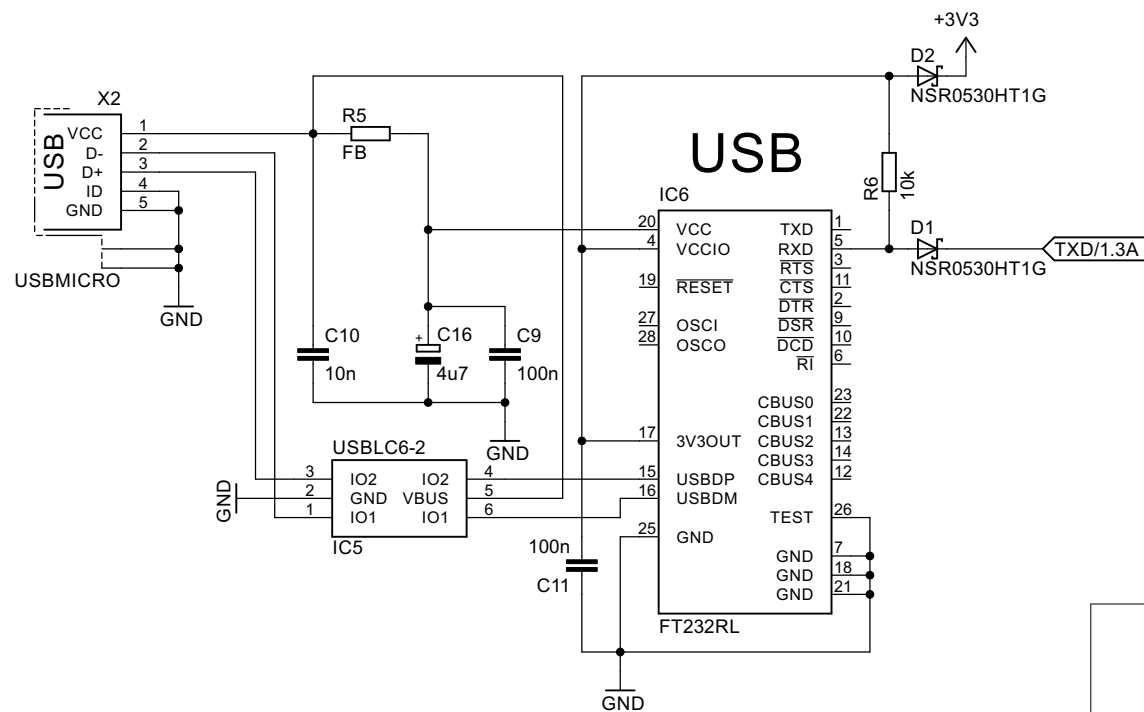 +3V3
D2
NSR0530HT1G
X2
USB
VCC
D-
D+
ID
GND
1
2
3
4
5
USBMICRO
GND
R5
FB
USB
R6
10k
D1
NSR0530HT1G
TXD/1.3A
C10
10n
+
C16
4u7
C9
100n
GND
IC6
20 VCC TXD 1
4 VCCIO RXD 5
RTS 3
19 RESET CTS 11
DTR 2
27 OSCI DSR 9
28 OSCO DCD 10
RI 6
CBUS0 23
CBUS1 22
17 3V3OUT CBUS2 13
CBUS3 14
15 USBDP CBUS4 12
16 USBDM
TEST 26
25 GND
GND 7
GND 18
GND 21
FT232RL
USBLC6-2
3 IO2 IO2 4
2 GND VBUS 5
1 IO1 IO1 6
IC5
GND
100n
C11
GND